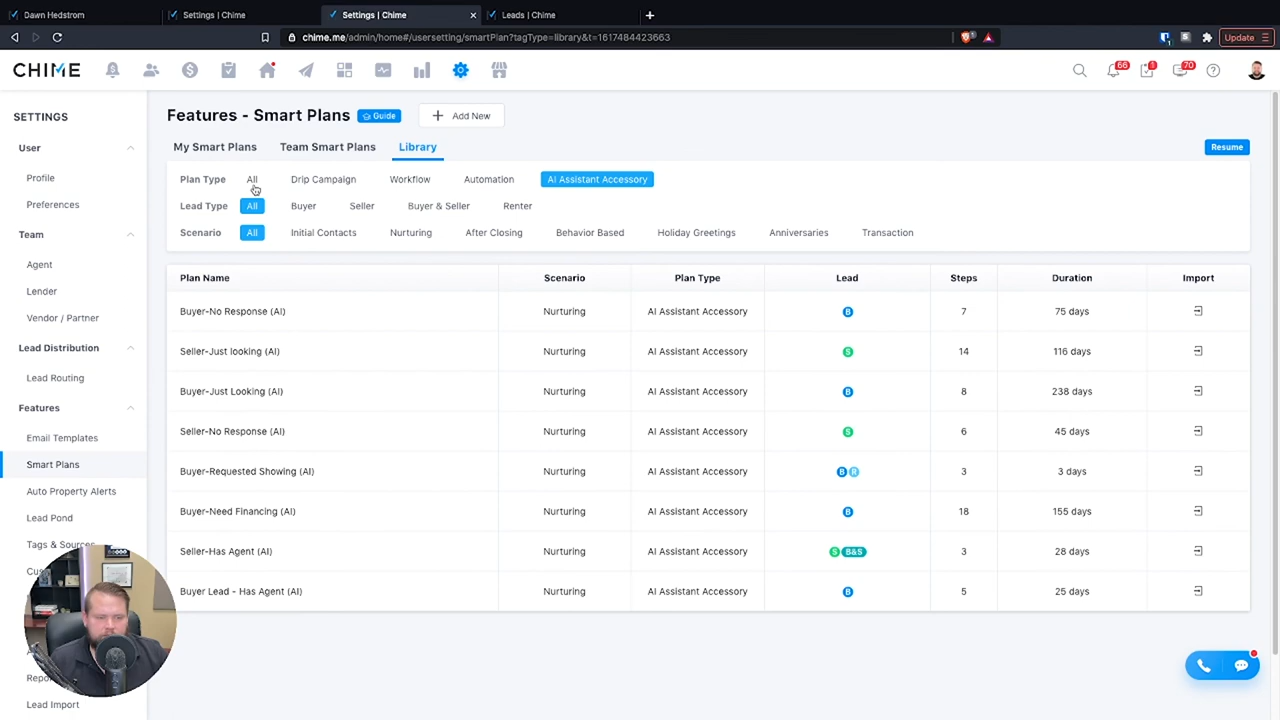 Dawn Hedstrom
Settings | Chime
Settings | Chime
Leads | Chime
chime.me/admin/home#/usersetting/smartPlan?tagType=library&t=1617484423663
Update
CHIME
66
1
70
SETTINGS
User
Profile
Preferences
Team
Agent
Lender
Vendor / Partner
Lead Distribution
Lead Routing
Features
Email Templates
Smart Plans
Auto Property Alerts
Lead Pond
Tags & Sources
Lead Import
Features - Smart Plans
Guide
Add New
My Smart Plans Team Smart Plans Library
Resume
Plan Type All Drip Campaign Workflow Automation AI Assistant Accessory
Lead Type All Buyer Seller Buyer & Seller Renter
Scenario All Initial Contacts Nurturing After Closing Behavior Based Holiday Greetings Anniversaries Transaction
Plan Name Scenario Plan Type Lead Steps Duration Import
Buyer-No Response (AI) Nurturing AI Assistant Accessory B 7 75 days
Seller-Just looking (AI) Nurturing AI Assistant Accessory S 14 116 days
Buyer-Just Looking (AI) Nurturing AI Assistant Accessory B 8 238 days
Seller-No Response (AI) Nurturing AI Assistant Accessory S 6 45 days
Buyer-Requested Showing (AI) Nurturing AI Assistant Accessory B R 3 3 days
Buyer-Need Financing (AI) Nurturing AI Assistant Accessory B 18 155 days
Seller-Has Agent (AI) Nurturing AI Assistant Accessory S B&S 3 28 days
Buyer Lead - Has Agent (AI) Nurturing AI Assistant Accessory B 5 25 days